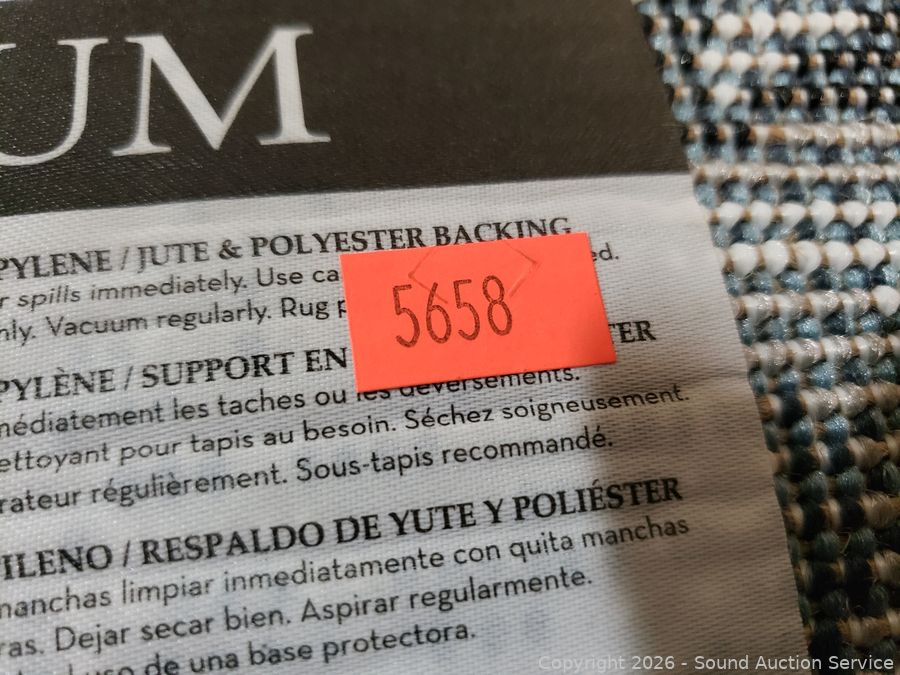 UM
PYLENE / JUTE & POLYESTER BACKING
r spills immediately. Use ca ed.
nly. Vacuum regularly. Rug p
5658
PYLÈNE / SUPPORT EN TER
médiatement les taches ou les déversements.
ettoyant pour tapis au besoin. Séchez soigneusement.
rateur régulièrement. Sous-tapis recommandé.
ILENO / RESPALDO DE YUTE Y POLIÉSTER
manchas limpiar inmediatamente con quita manchas
ras. Dejar secar bien. Aspirar regularmente.
uso de una base protectora.
Copyright 2026 - Sound Auction Service